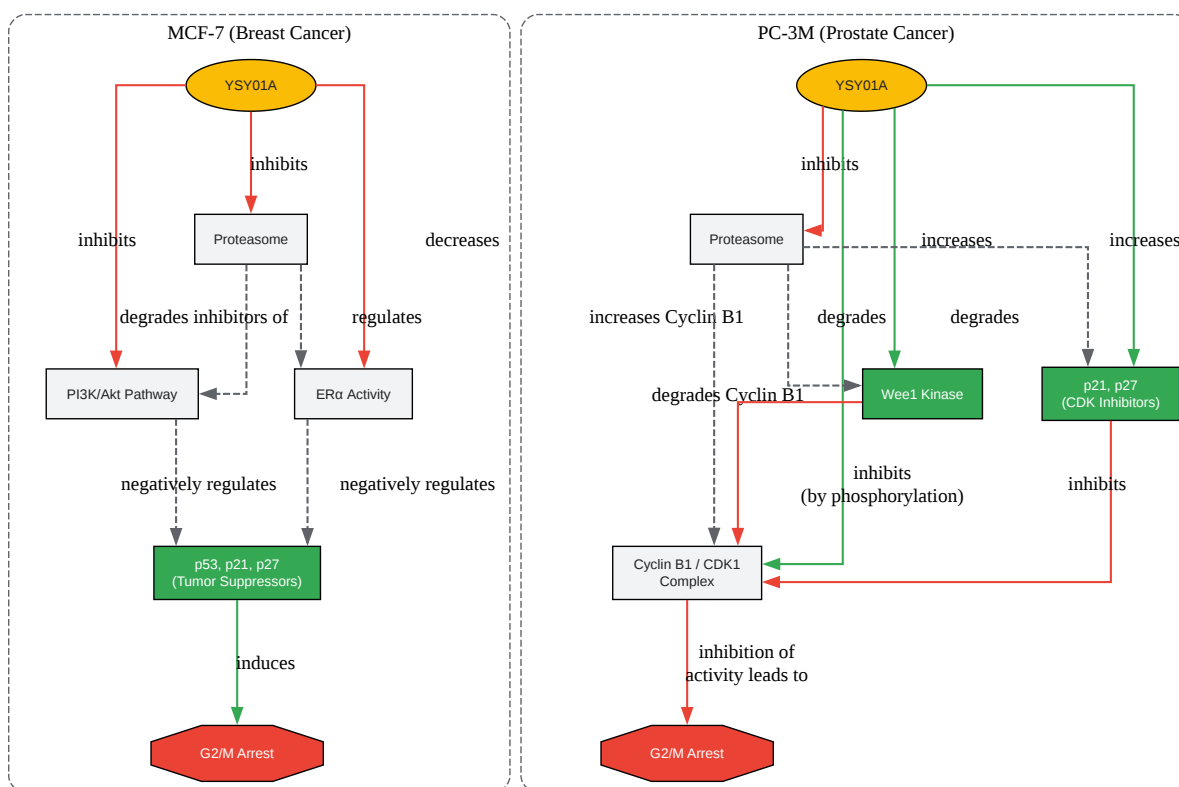 MCF-7 (Breast Cancer)
YSY01A
inhibits
Proteasome
inhibits
decreases
degrades inhibitors of
regulates
PI3K/Akt Pathway
ERα Activity
negatively regulates
negatively regulates
p53, p21, p27
(Tumor Suppressors)
induces
G2/M Arrest
PC-3M (Prostate Cancer)
YSY01A
inhibits
Proteasome
increases
increases
increases Cyclin B1
degrades
degrades
degrades Cyclin B1
Wee1 Kinase
p21, p27
(CDK Inhibitors)
inhibits
(by phosphorylation)
inhibits
Cyclin B1 / CDK1
Complex
inhibition of
activity leads to
G2/M Arrest